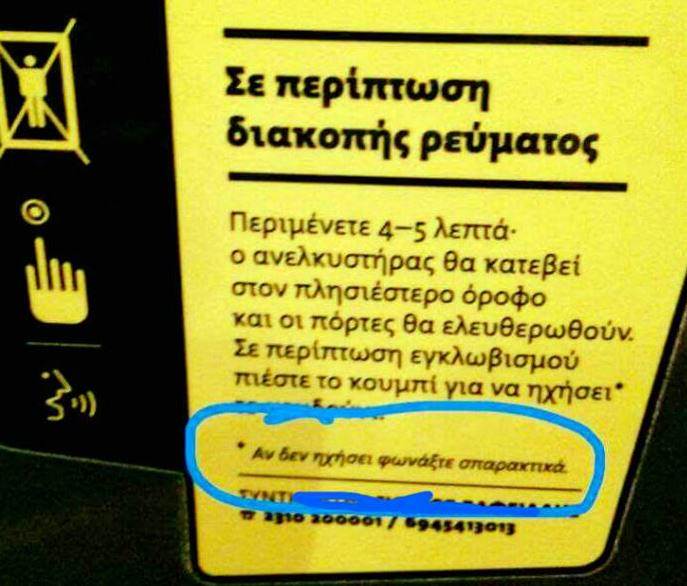 Σε περίπτωση
διακοπής ρεύματος
Περιμένετε 4–5 λεπτά·
ο ανελκυστήρας θα κατεβεί
στον πλησιέστερο όροφο
και οι πόρτες θα ελευθερωθούν.
Σε περίπτωση εγκλωβισμού
πιέστε το κουμπί για να ηχήσει*
* Αν δεν ηχήσει φωνάξτε σπαρακτικά.
☎ 2310 200001 / 6945413013